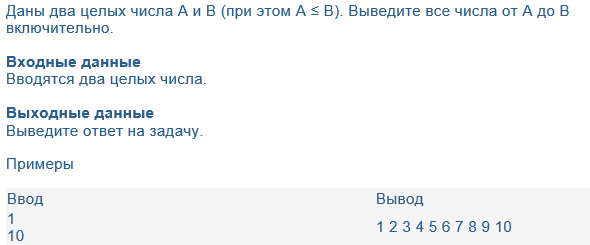 Даны два целых числа A и B (при этом A ≤ B). Выведите все числа от A до B
включительно.
Входные данные
Вводятся два целых числа.
Выходные данные
Выведите ответ на задачу.
Примеры
Ввод Вывод
1
10
1 2 3 4 5 6 7 8 9 10